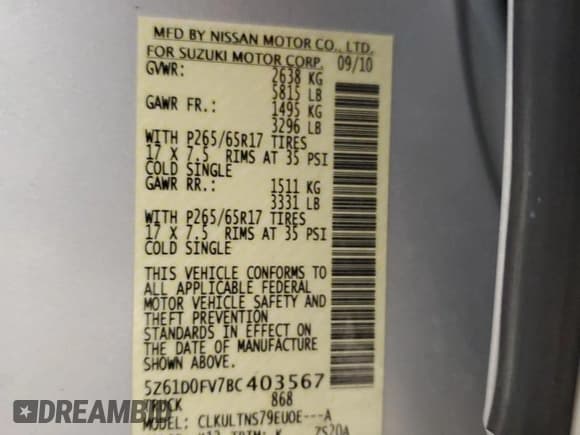 MFD BY NISSAN MOTOR CO., LTD.
FOR SUZUKI MOTOR CORP. 09/10
GVWR: 2638 KG
5815 LB
GAWR FR.: 1495 KG
3296 LB
WITH P265/65R17 TIRES
17 X 7.5 RIMS AT 35 PSI
COLD SINGLE
GAWR RR.: 1511 KG
3331 LB
WITH P265/65R17 TIRES
17 X 7.5 RIMS AT 35 PSI
COLD SINGLE
THIS VEHICLE CONFORMS TO
ALL APPLICABLE FEDERAL
MOTOR VEHICLE SAFETY AND
THEFT PREVENTION
STANDARDS IN EFFECT ON
THE DATE OF MANUFACTURE
SHOWN ABOVE.
5Z61D0FV7BC403567
TRUCK 868
MODEL: CLKULTNS79EUOE---A
TRIM: K ZS20A
DREAMBID